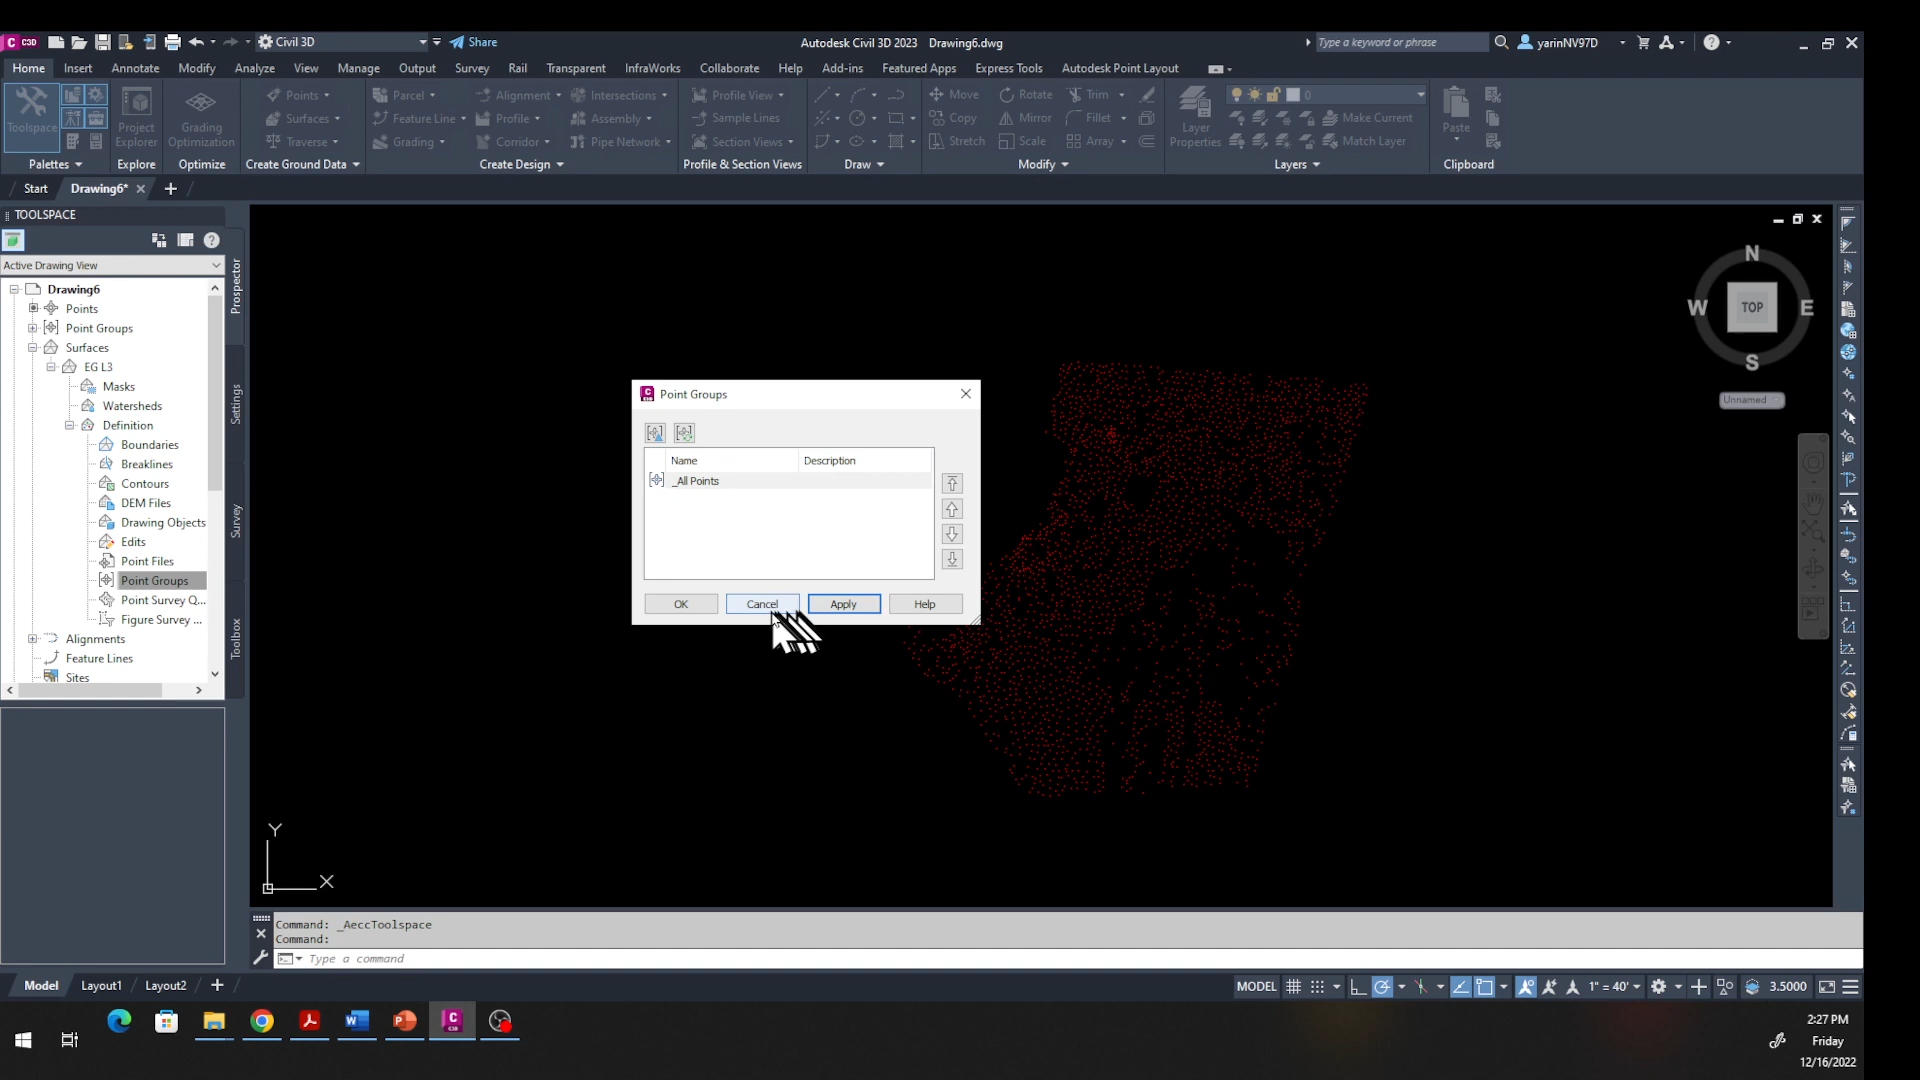 C3D Civil 3D Share Autodesk Civil 3D 2023 Drawing6.dwg Type a keyword or phrase yarinNV97D
Home Insert Annotate Modify Analyze View Manage Output Survey Rail Transparent InfraWorks Collaborate Help Add-ins Featured Apps Express Tools Autodesk Point Layout
Points Parcel Alignment Intersections Profile View Move Rotate Trim 0
Surfaces Feature Line Profile Assembly Sample Lines Copy Mirror Fillet Make Current
Traverse Grading Corridor Pipe Network Section Views Stretch Scale Array Match Layer
Toolspace Project Explorer Grading Optimization Layer Properties Paste
Palettes Explore Optimize Create Ground Data Create Design Profile & Section Views Draw Modify Layers Clipboard
Start Drawing6* +
TOOLSPACE
Active Drawing View
Drawing6
Points
Point Groups
Surfaces
EG L3
Masks
Watersheds
Definition
Boundaries
Breaklines
Contours
DEM Files
Drawing Objects
Edits
Point Files
Point Groups
Point Survey Q...
Figure Survey ...
Alignments
Feature Lines
Sites
Prospector
Settings
Survey
Toolbox
Point Groups
Name Description
_All Points
OK Cancel Apply Help
N
W TOP E
S
Unnamed
Y
X
Command: _AeccToolspace
Command:
Type a command
Model Layout1 Layout2 + MODEL 1" = 40' 3.5000
2:27 PM
Friday
12/16/2022